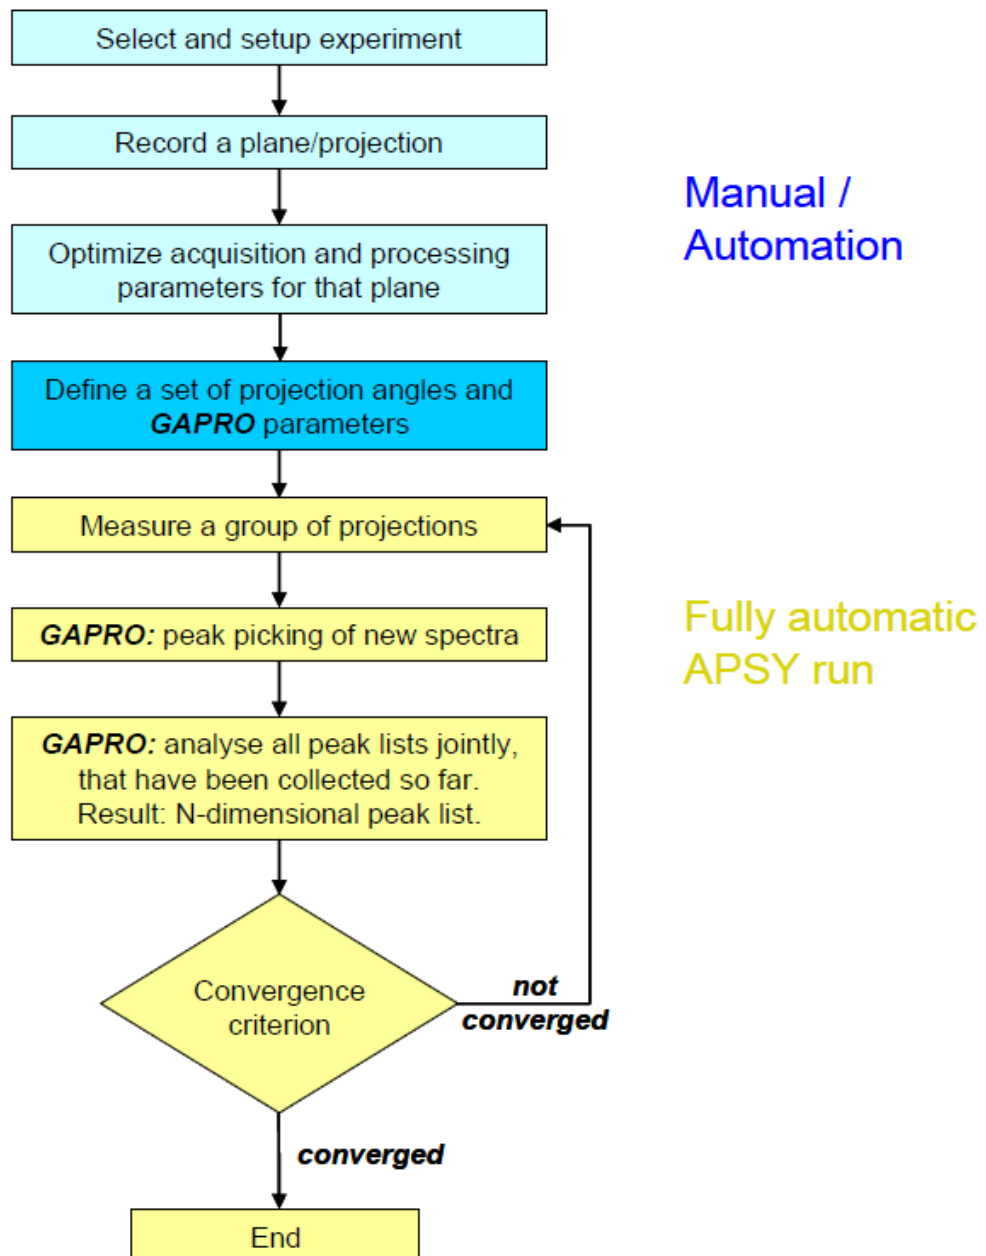 Select and setup experiment
Record a plane/projection
Manual /
Automation
Optimize acquisition and processing
parameters for that plane
Define a set of projection angles and
GAPRO parameters
Measure a group of projections
Fully automatic
APSY run
GAPRO: peak picking of new spectra
GAPRO: analyse all peak lists jointly,
that have been collected so far.
Result: N-dimensional peak list.
Convergence
criterion
not
converged
converged
End